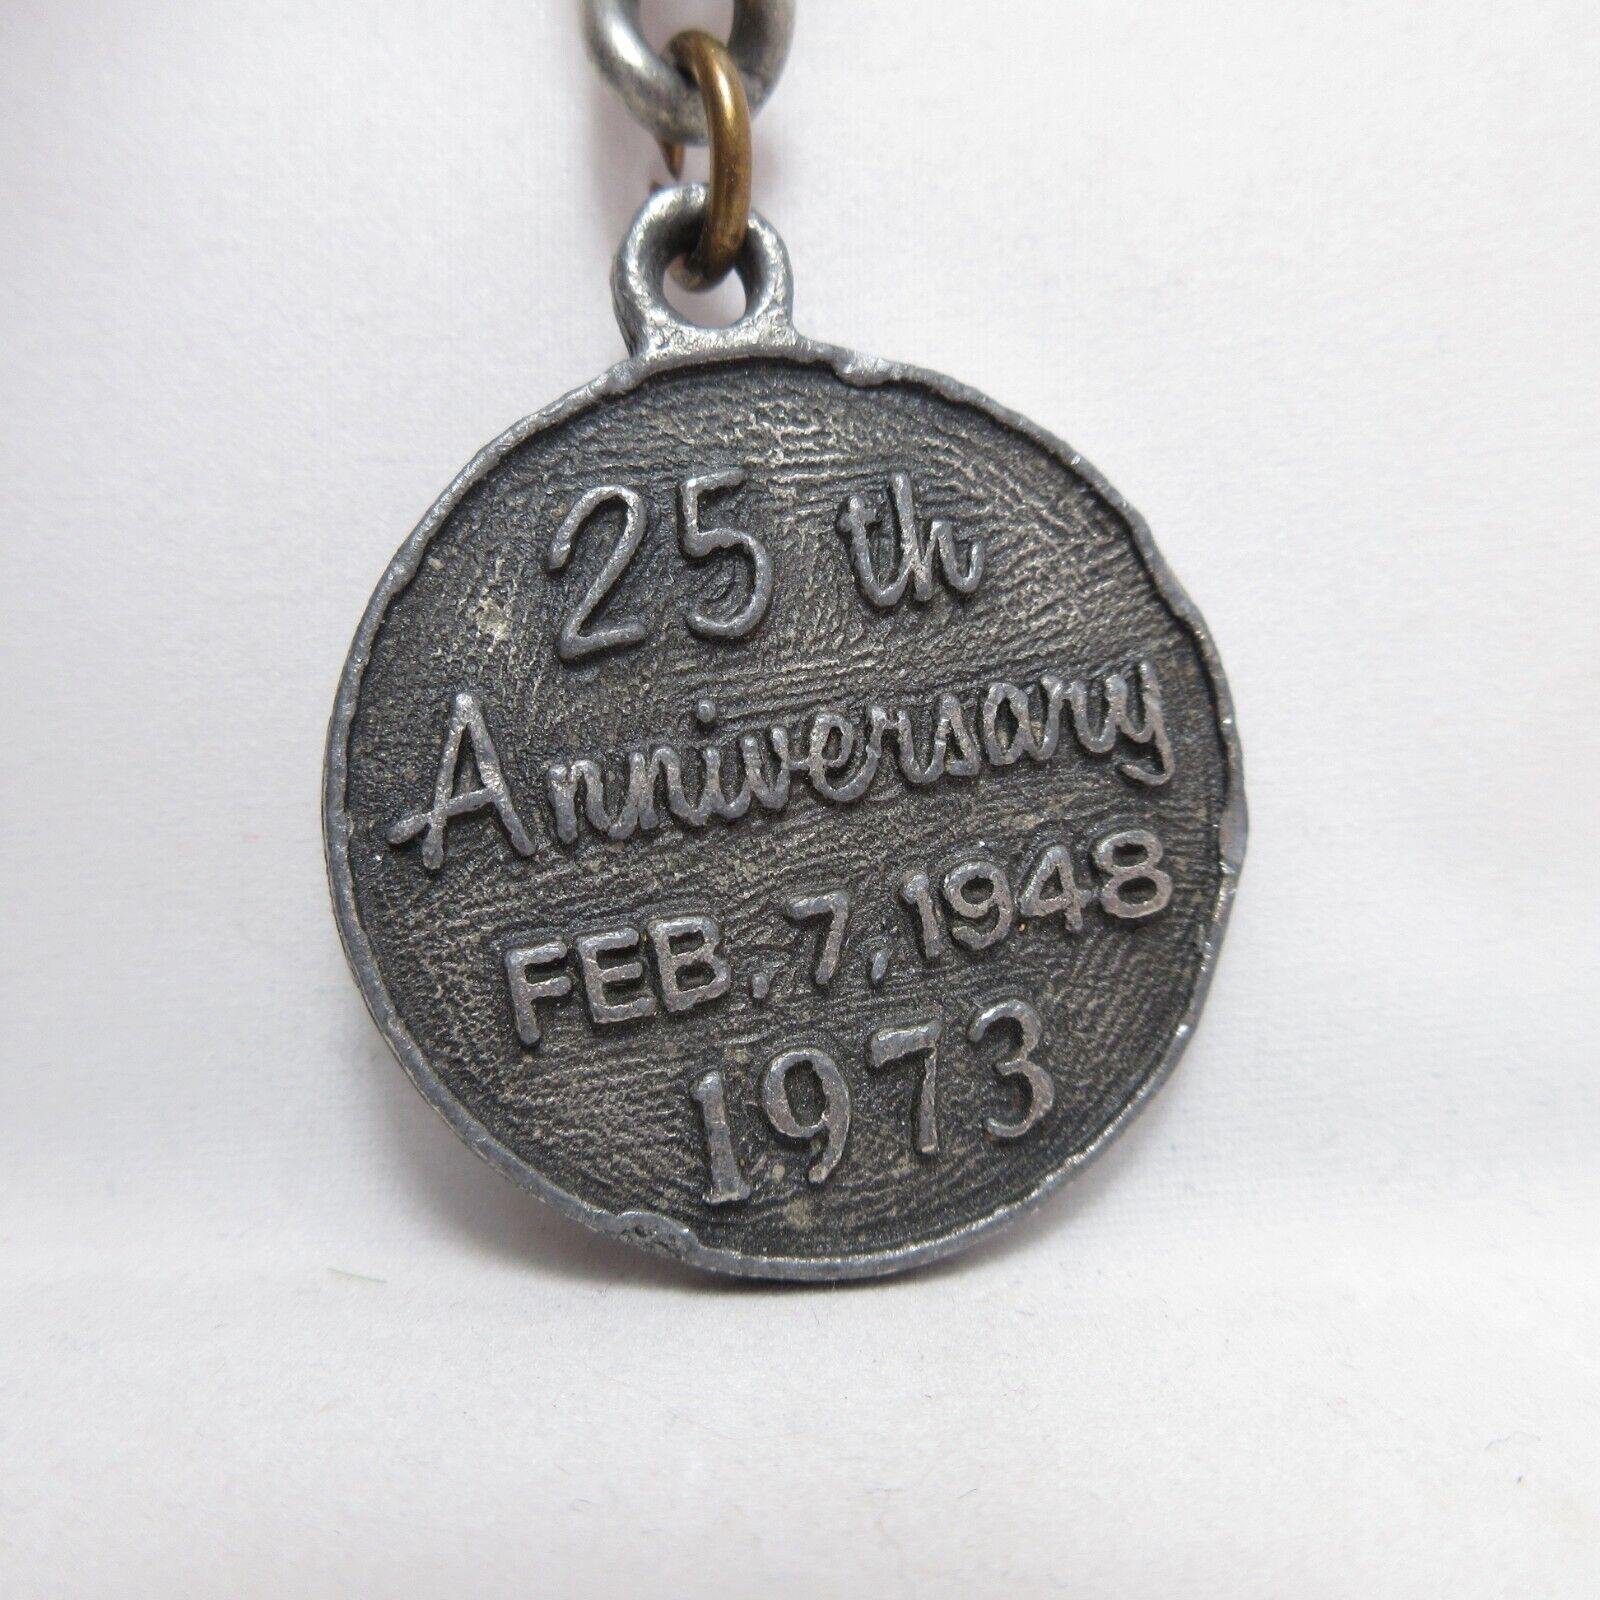 25 th
Anniversary
FEB. 7, 1948
1973